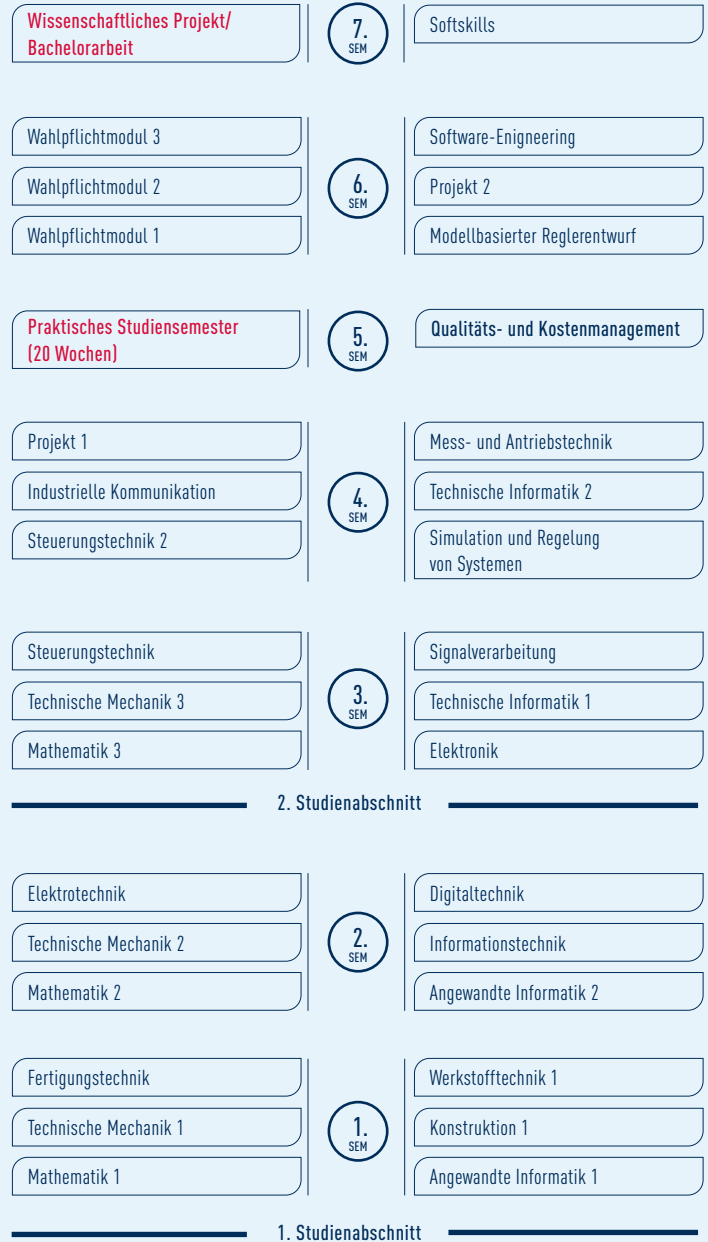 Wissenschaftliches Projekt/
Bachelorarbeit
7.
SEM
Softskills
Wahlpflichtmodul 3
Wahlpflichtmodul 2
Wahlpflichtmodul 1
6.
SEM
Software-Enigneering
Projekt 2
Modellbasierter Reglerentwurf
Praktisches Studiensemester
(20 Wochen)
5.
SEM
Qualitäts- und Kostenmanagement
Projekt 1
Industrielle Kommunikation
Steuerungstechnik 2
4.
SEM
Mess- und Antriebstechnik
Technische Informatik 2
Simulation und Regelung
von Systemen
Steuerungstechnik
Technische Mechanik 3
Mathematik 3
3.
SEM
Signalverarbeitung
Technische Informatik 1
Elektronik
2. Studienabschnitt
Elektrotechnik
Technische Mechanik 2
Mathematik 2
2.
SEM
Digitaltechnik
Informationstechnik
Angewandte Informatik 2
Fertigungstechnik
Technische Mechanik 1
Mathematik 1
1.
SEM
Werkstofftechnik 1
Konstruktion 1
Angewandte Informatik 1
1. Studienabschnitt